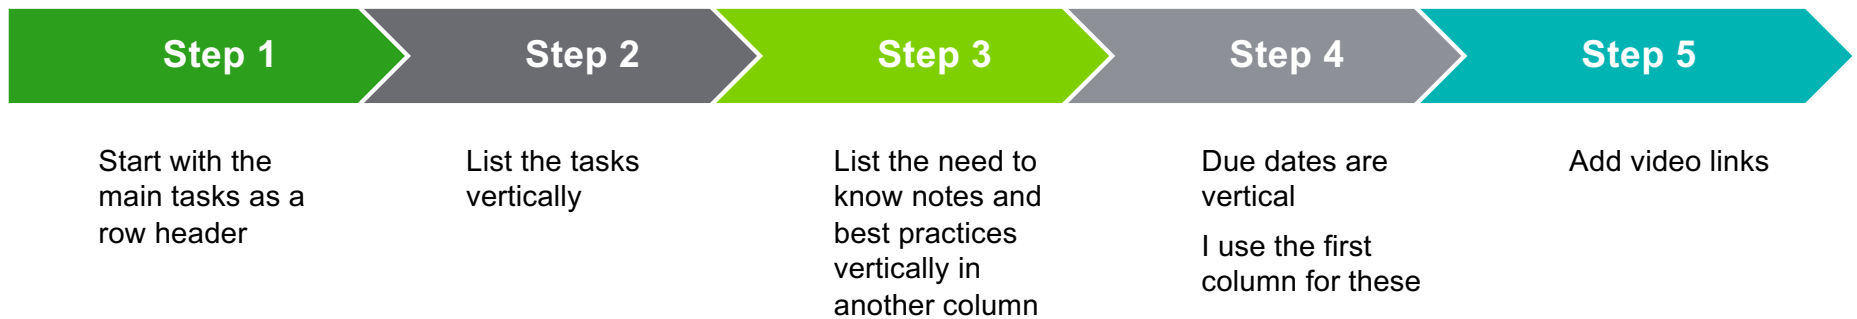 Step 1
Step 2
Step 3
Step 4
Step 5
Start with the
main tasks as a
row header
List the tasks
vertically
List the need to
know notes and
best practices
vertically in
another column
Due dates are
vertical
I use the first
column for these
Add video links